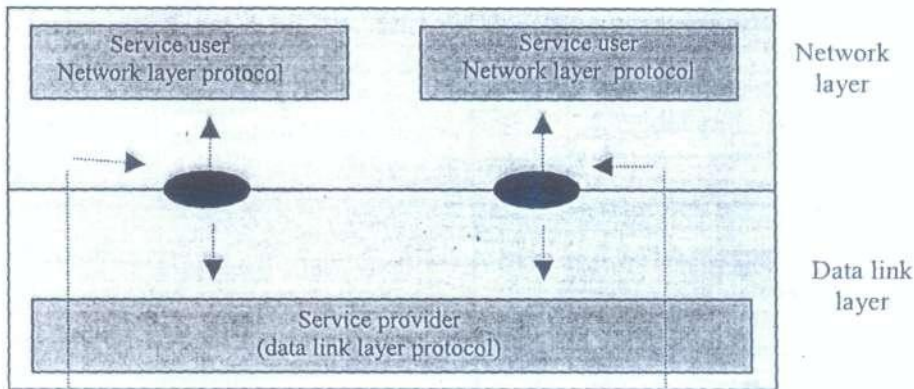 Service user
Network layer protocol
Service user
Network layer protocol
Network
layer
Data link
layer
Service provider
(data link layer protocol)